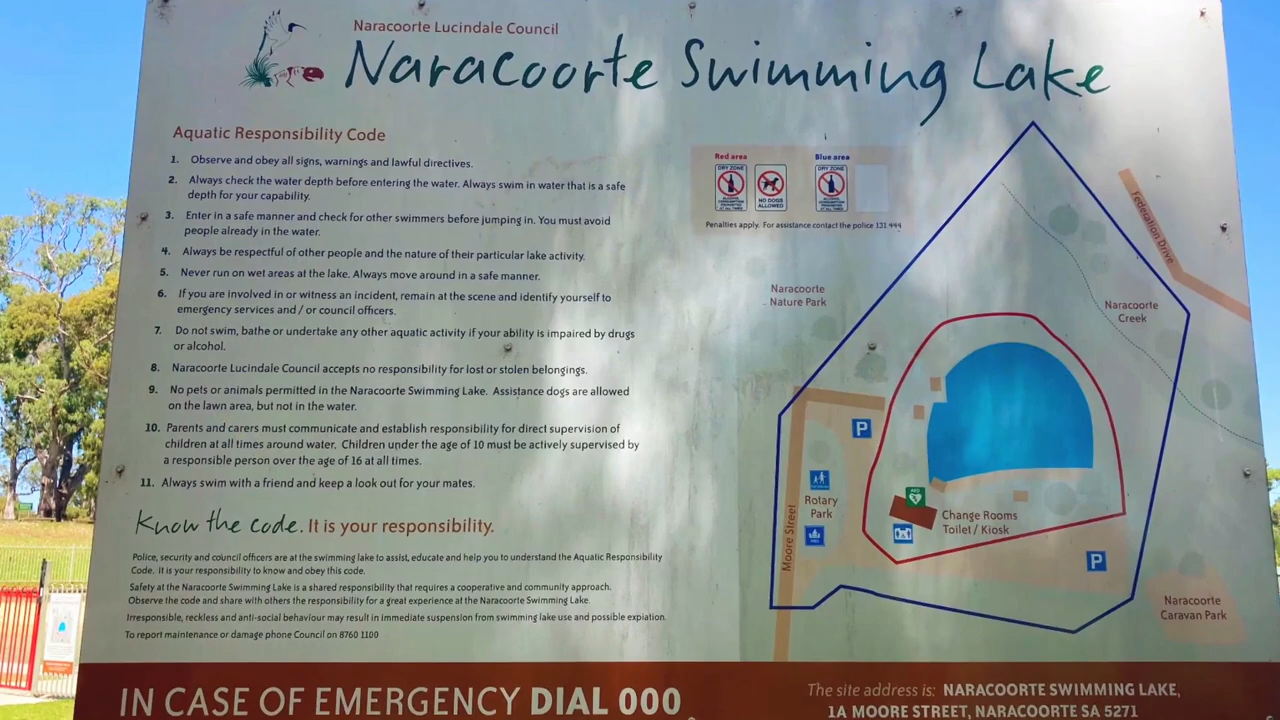 Naracoorte Lucindale Council
Naracoorte Swimming Lake
Aquatic Responsibility Code
1. Observe and obey all signs, warnings and lawful directives.
2. Always check the water depth before entering the water. Always swim in water that is a safe
depth for your capability.
3. Enter in a safe manner and check for other swimmers before jumping in. You must avoid
people already in the water.
4. Always be respectful of other people and the nature of their particular lake activity.
5. Never run on wet areas at the lake. Always move around in a safe manner.
6. If you are involved in or witness an incident, remain at the scene and identify yourself to
emergency services and / or council officers.
7. Do not swim, bathe or undertake any other aquatic activity if your ability is impaired by drugs
or alcohol.
8. Naracoorte Lucindale Council accepts no responsibility for lost or stolen belongings.
9. No pets or animals permitted in the Naracoorte Swimming Lake. Assistance dogs are allowed
on the lawn area, but not in the water.
10. Parents and carers must communicate and establish responsibility for direct supervision of
children at all times around water. Children under the age of 10 must be actively supervised by
a responsible person over the age of 16 at all times.
11. Always swim with a friend and keep a look out for your mates.
Know the code. It is your responsibility.
Police, security and council officers are at the swimming lake to assist, educate and help you to understand the Aquatic Responsibility
Code. It is your responsibility to know and obey this code.
Safety at the Naracoorte Swimming Lake is a shared responsibility that requires a cooperative and community approach.
Observe the code and share with others the responsibility for a great experience at the Naracoorte Swimming Lake.
Irresponsible, reckless and anti-social behaviour may result in immediate suspension from swimming lake use and possible expiation.
To report maintenance or damage phone Council on 8760 1100
Red area
DRY ZONE
NO DOGS
ALLOWED
Blue area
DRY ZONE
Penalties apply. For assistance contact the police 131 444
Federation Drive
Naracoorte
Nature Park
Naracoorte
Creek
P
Rotary
Park
Moore Street
AED
Change Rooms
Toilet / Kiosk
P
Naracoorte
Caravan Park
IN CASE OF EMERGENCY DIAL 000
The site address is: NARACOORTE SWIMMING LAKE,
1A MOORE STREET, NARACOORTE SA 5271